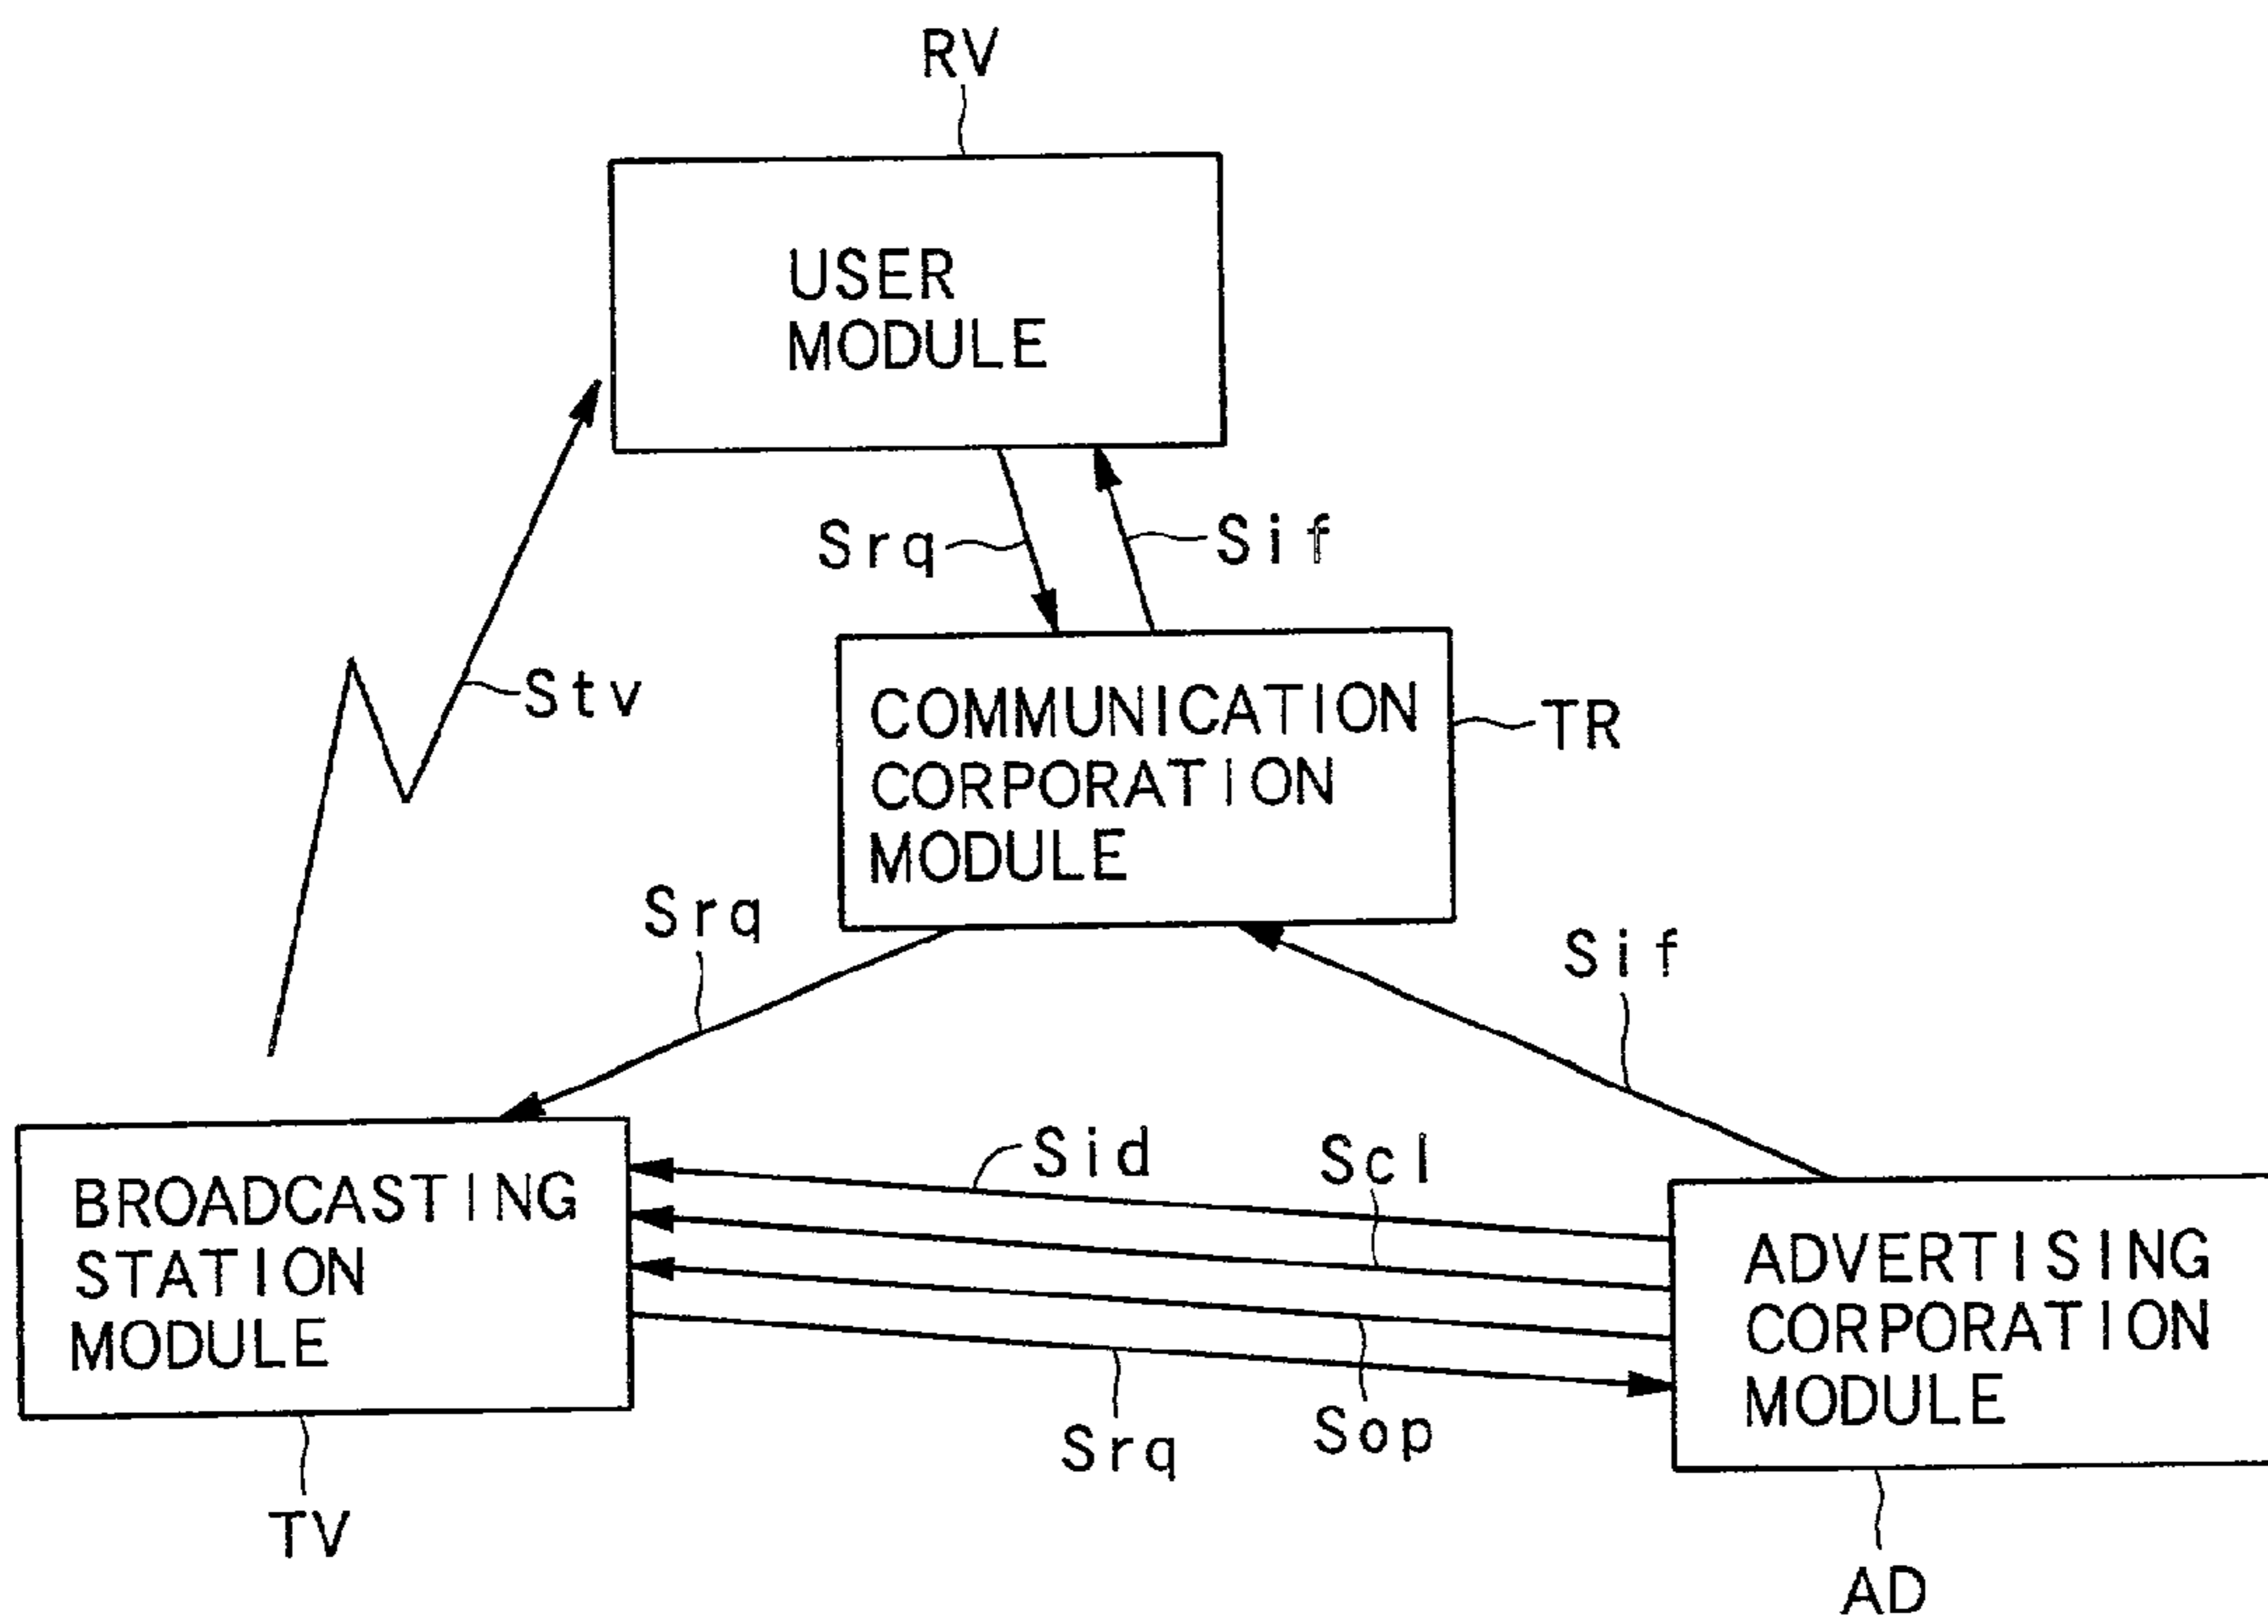 RV
USER
MODULE
Srq
Sif
Stv
COMMUNICATION
CORPORATION
MODULE
TR
Srq
Sif
Sid
Scl
BROADCASTING
STATION
MODULE
ADVERTISING
CORPORATION
MODULE
Srq
Sop
TV
AD